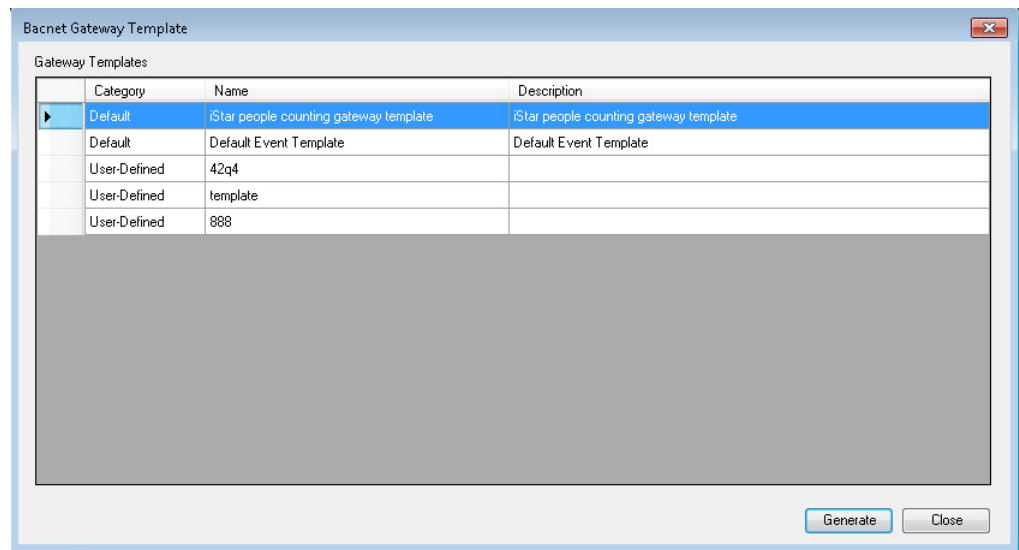 Bacnet Gateway Template
Gateway Templates
Category Name Description
Default iStar people counting gateway template iStar people counting gateway template
Default Default Event Template Default Event Template
User-Defined 42q4
User-Defined template
User-Defined 888
Generate Close